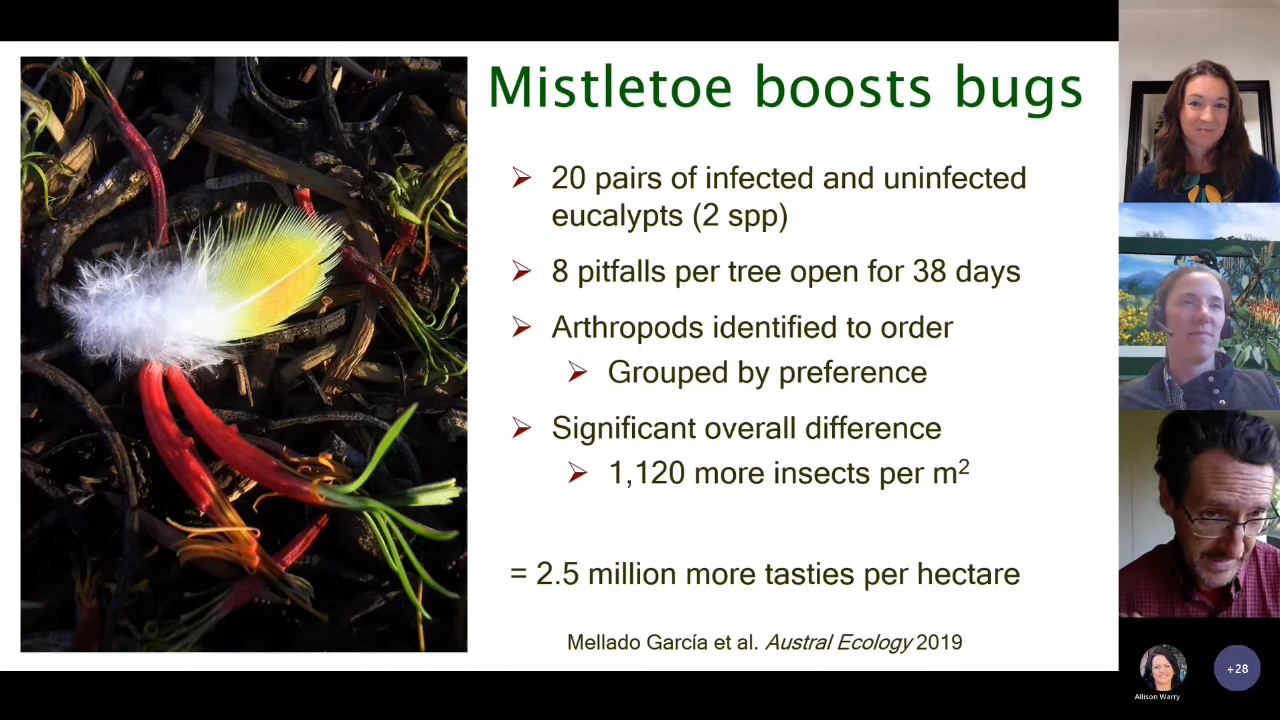 Mistletoe boosts bugs
20 pairs of infected and uninfected
eucalypts (2 spp)
8 pitfalls per tree open for 38 days
Arthropods identified to order
Grouped by preference
Significant overall difference
1,120 more insects per m²
= 2.5 million more tasties per hectare
Mellado García et al. Austral Ecology 2019
+28
Allison Warry